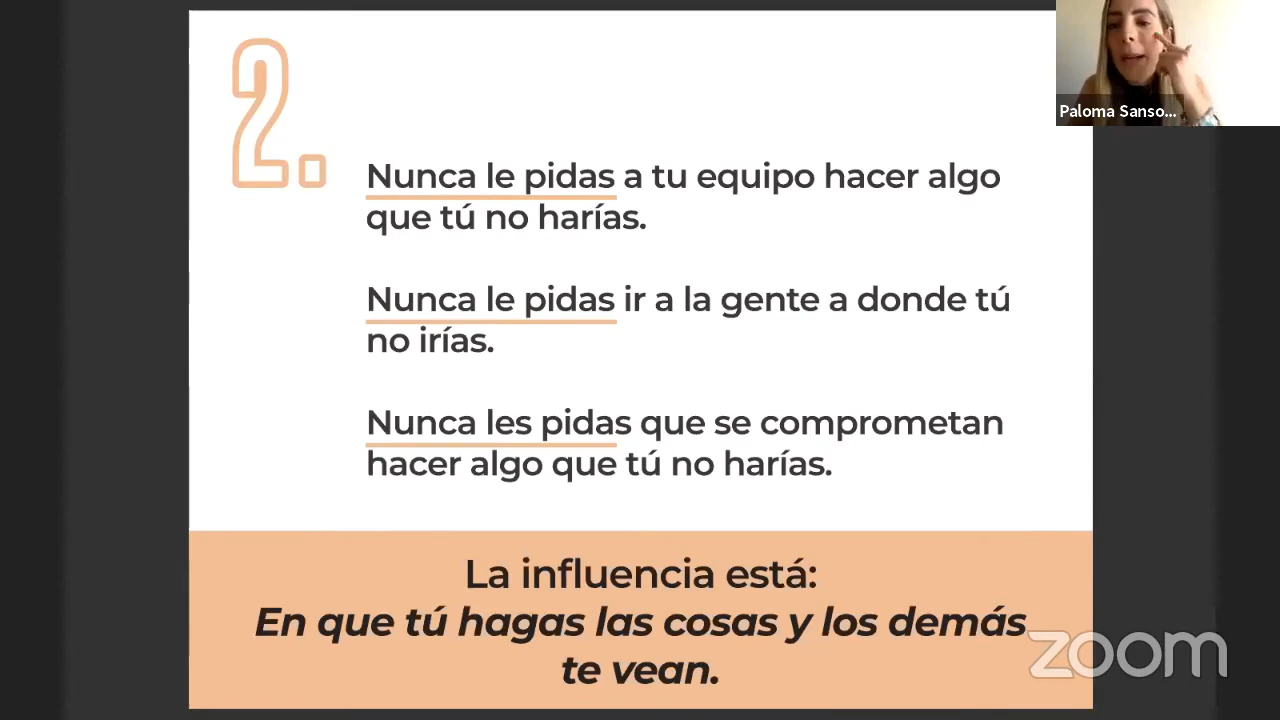 2.
Nunca le pidas a tu equipo hacer algo
que tú no harías.
Nunca le pidas ir a la gente a donde tú
no irías.
Nunca les pidas que se comprometan
hacer algo que tú no harías.
La influencia está:
En que tú hagas las cosas y los demás
te vean.
Paloma Sanso...
zoom